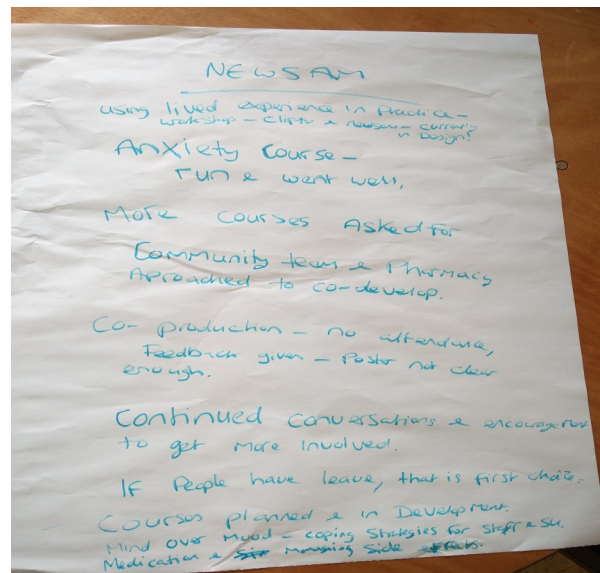 NEWSAM
using lived experience in Practice -
workshop - Clifton & newsam - currently
in Design?
Anxiety Course -
run & went well,
More courses Asked for
Community team & Pharmacy
Aproached to co-develop.
Co-production - no attendance,
Feedback given - Poster not clear
enough.
Continued conversations & encouragement
to get more involved.
If People have leave, that is first choice.
Courses planned & in Development.
Mind over Mood - coping Strategies for Staff & SU.
Medication & Managing Side effects.